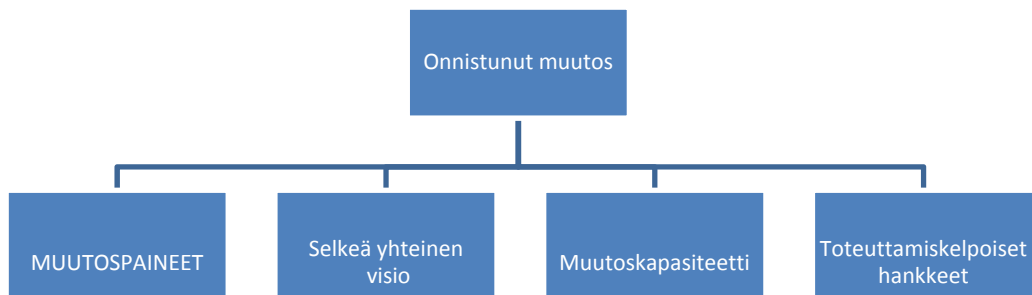 Onnistunut muutos
MUUTOSPAINEET
Selkeä yhteinen
visio
Muutoskapasiteetti
Toteuttamiskelpoiset
hankkeet